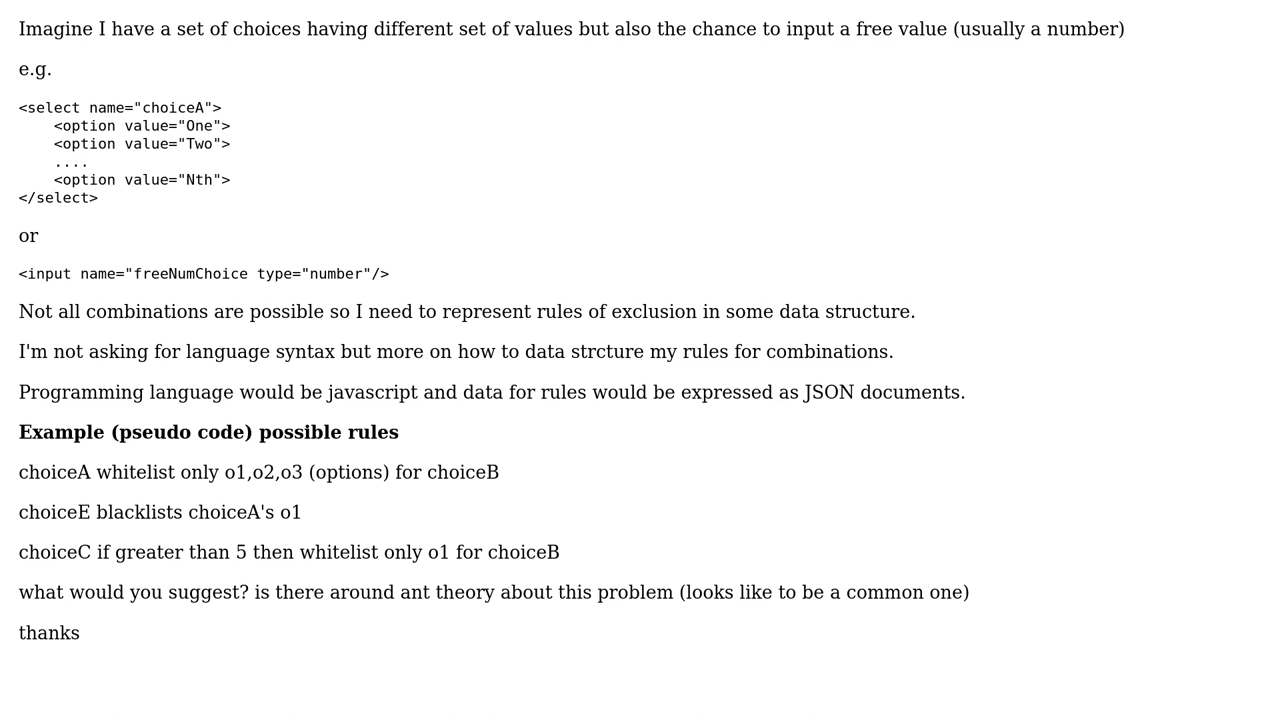 Imagine I have a set of choices having different set of values but also the chance to input a free value (usually a number)
e.g.
<select name="choiceA">
    <option value="One">
    <option value="Two">
    ....
    <option value="Nth">
</select>
or
<input name="freeNumChoice type="number"/>
Not all combinations are possible so I need to represent rules of exclusion in some data structure.
I'm not asking for language syntax but more on how to data strcture my rules for combinations.
Programming language would be javascript and data for rules would be expressed as JSON documents.
Example (pseudo code) possible rules
choiceA whitelist only o1,o2,o3 (options) for choiceB
choiceE blacklists choiceA's o1
choiceC if greater than 5 then whitelist only o1 for choiceB
what would you suggest? is there around ant theory about this problem (looks like to be a common one)
thanks